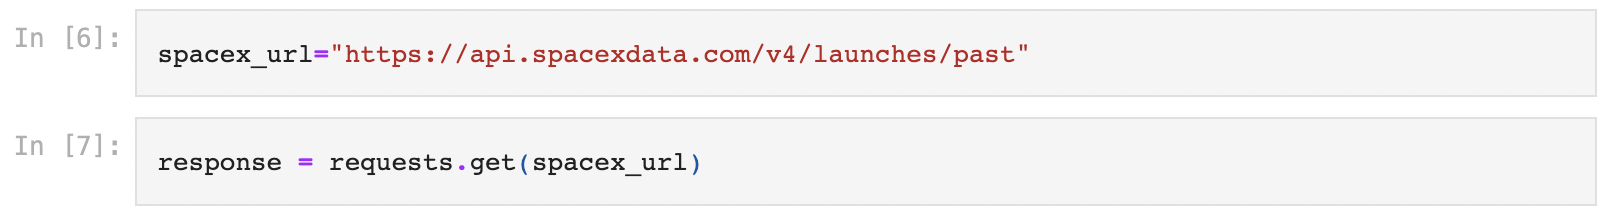 In [6]:
spacex_url="https://api.spacexdata.com/v4/launches/past"
In [7]:
response = requests.get(spacex_url)